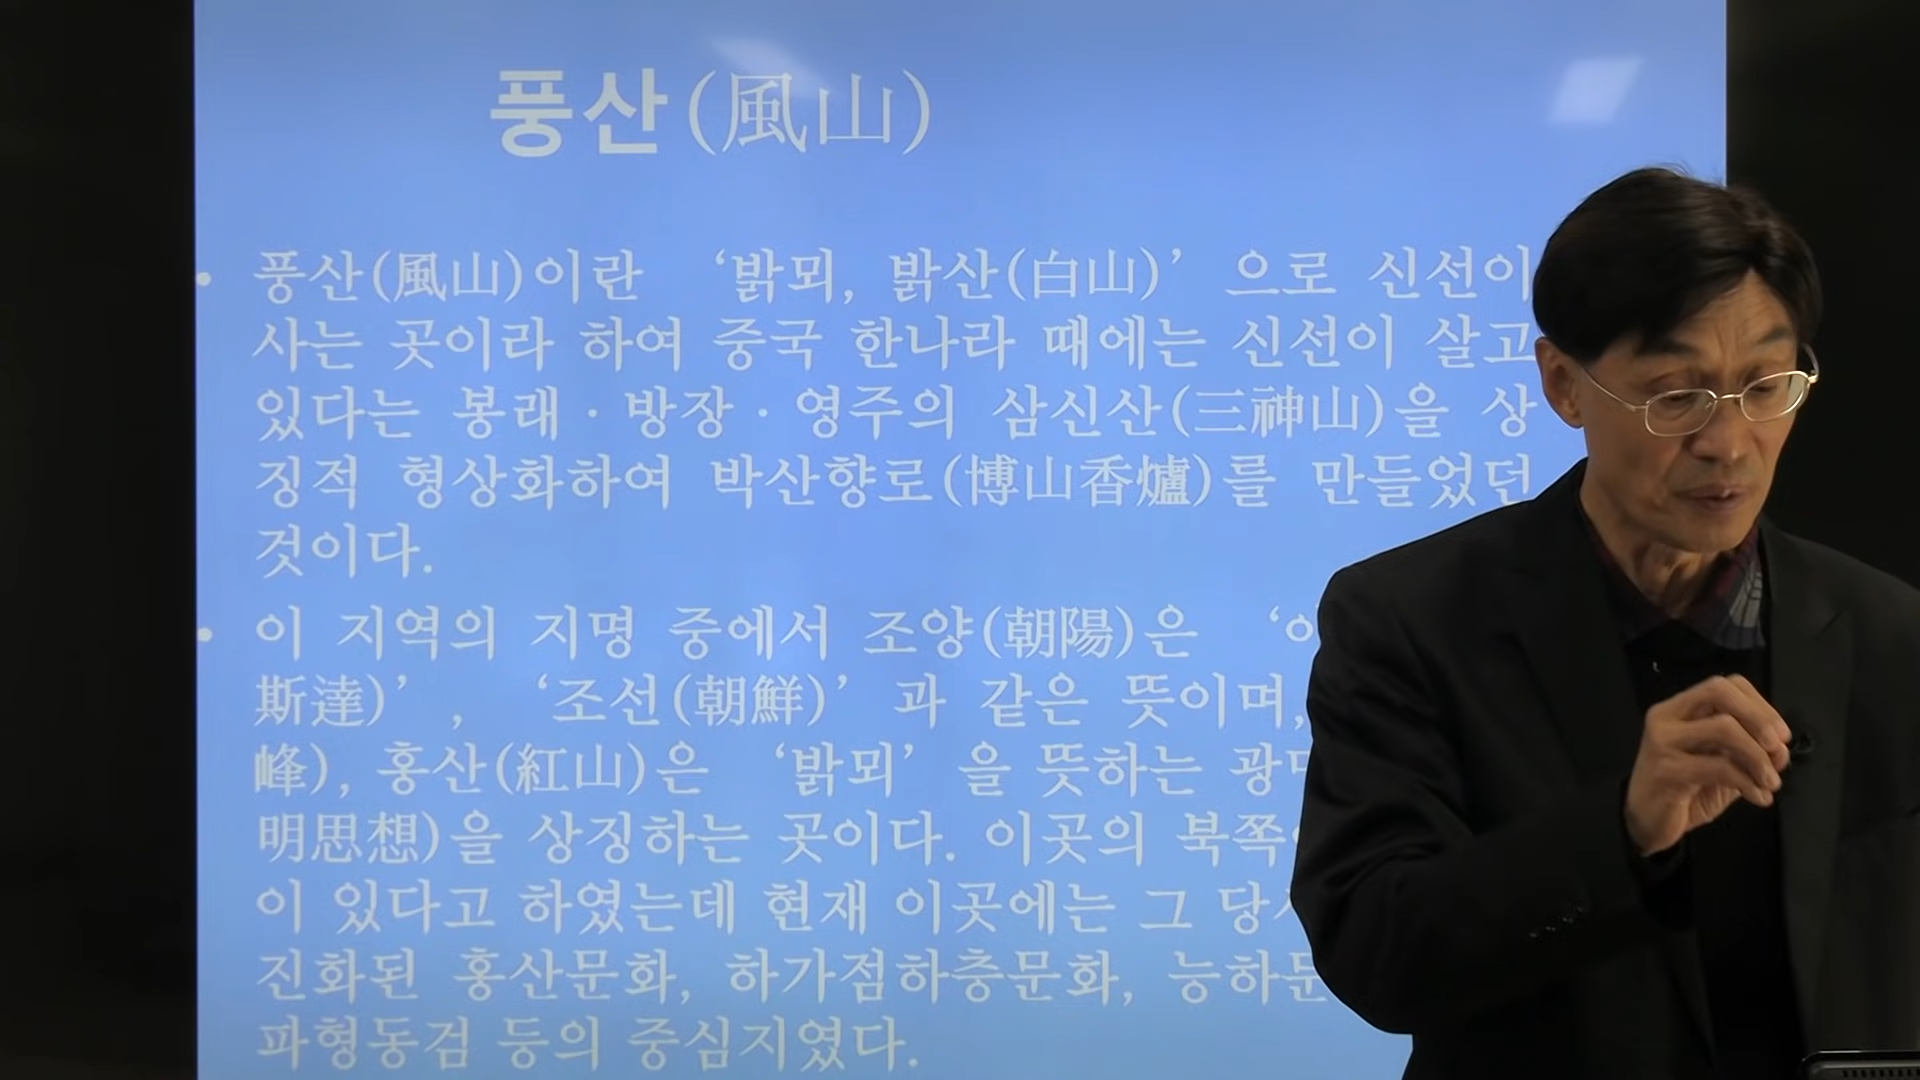 풍산(風山)
• 풍산(風山)이란 ‘밝뫼, 밝산(白山)’ 으로 신선이
사는 곳이라 하여 중국 한나라 때에는 신선이 살고
있다는 봉래 · 방장 · 영주의 삼신산(三神山)을 상
징적 형상화하여 박산향로(博山香爐)를 만들었던
것이다.
• 이 지역의 지명 중에서 조양(朝陽)은
斯達)’ , ‘조선(朝鮮)’ 과 같은 뜻이며,
峰), 홍산(紅山)은 ‘밝뫼’ 을 뜻하는
明思想)을 상징하는 곳이다. 이곳의
이 있다고 하였는데 현재 이곳에는 그
진화된 홍산문화, 하가점하층문화,
파형동검 등의 중심지였다.